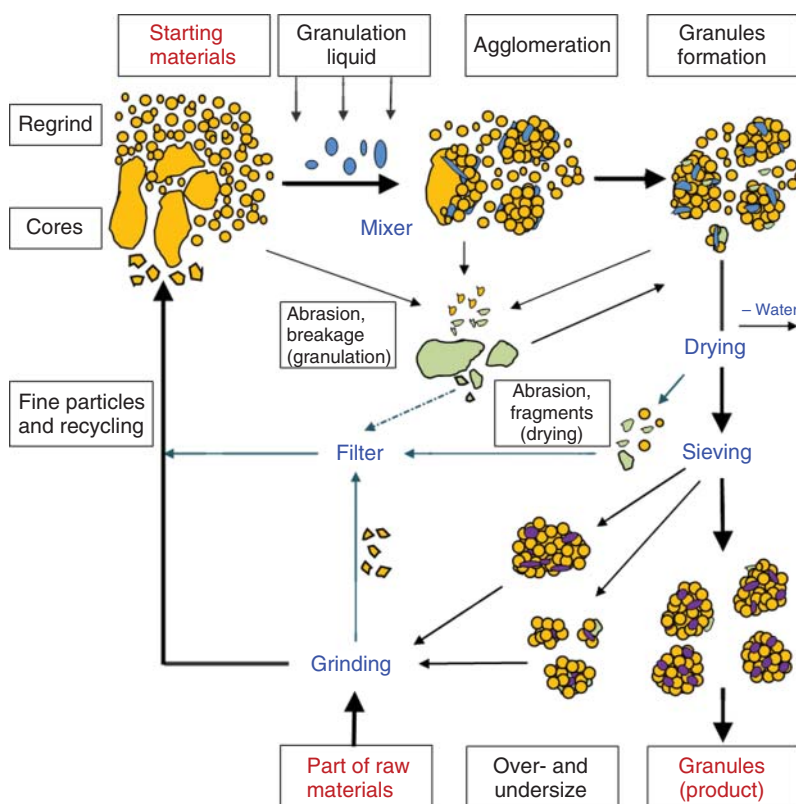 Starting
materials
Granulation
liquid
Agglomeration
Granules
formation
Regrind
Cores
Mixer
Abrasion,
breakage
(granulation)
– Water
Drying
Fine particles
and recycling
Abrasion,
fragments
(drying)
Filter
Sieving
Grinding
Part of raw
materials
Over- and
undersize
Granules
(product)